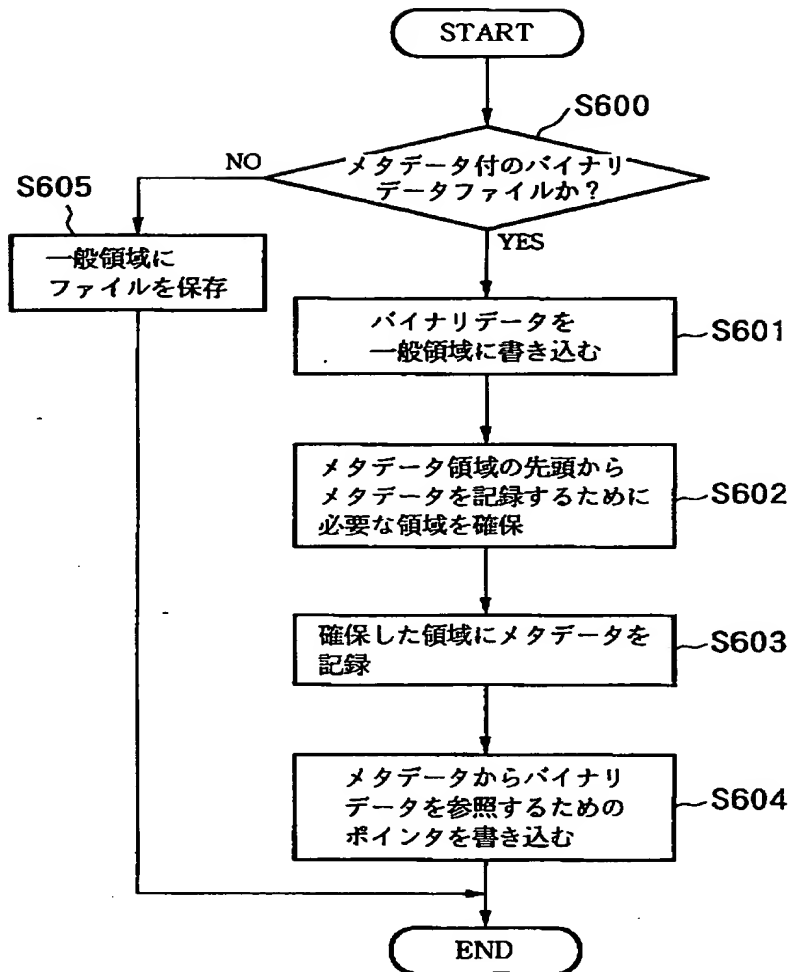 START
S600
メタデータ付のバイナリ
データファイルか?
NO
YES
S605
一般領域に
ファイルを保存
バイナリデータを
一般領域に書き込む
S601
メタデータ領域の先頭から
メタデータを記録するために
必要な領域を確保
S602
確保した領域にメタデータを
記録
S603
メタデータからバイナリ
データを参照するための
ポインタを書き込む
S604
END